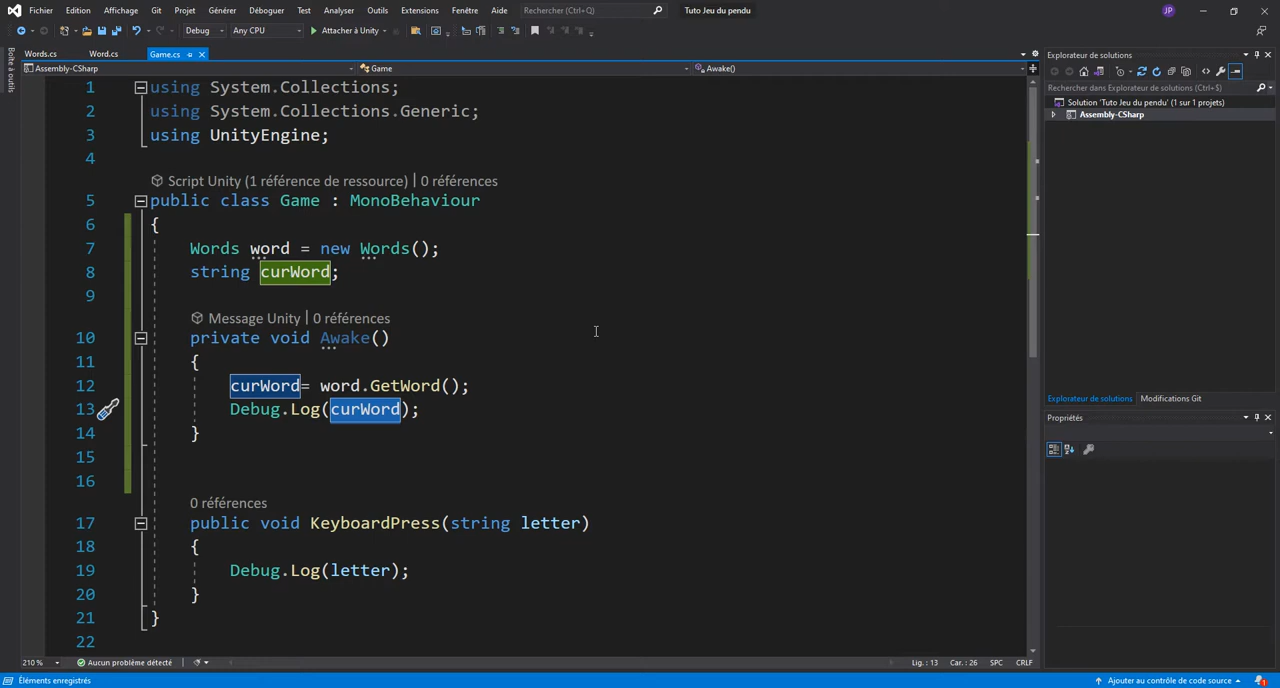 Fichier Edition Affichage Git Projet Générer Déboguer Test Analyser Outils Extensions Fenêtre Aide Rechercher (Ctrl+Q) Tuto Jeu du pendu JP
Debug Any CPU Attacher à Unity
Boîte à outils
Words.cs Word.cs Game.cs
Assembly-CSharp Game Awake()
1 using System.Collections;
2 using System.Collections.Generic;
3 using UnityEngine;
4
Script Unity (1 référence de ressource) | 0 références
5 public class Game : MonoBehaviour
6 {
7 Words word = new Words();
8 string curWord;
9
Message Unity | 0 références
10 private void Awake()
11 {
12 curWord= word.GetWord();
13 Debug.Log(curWord);
14 }
15
16
0 références
17 public void KeyboardPress(string letter)
18 {
19 Debug.Log(letter);
20 }
21 }
22
210 % Aucun problème détecté Lig. : 13 Car. : 26 SPC CRLF
Explorateur de solutions
Rechercher dans Explorateur de solutions (Ctrl+$)
Solution 'Tuto Jeu du pendu' (1 sur 1 projets)
Assembly-CSharp
Explorateur de solutions Modifications Git
Propriétés
Éléments enregistrés Ajouter au contrôle de code source 1